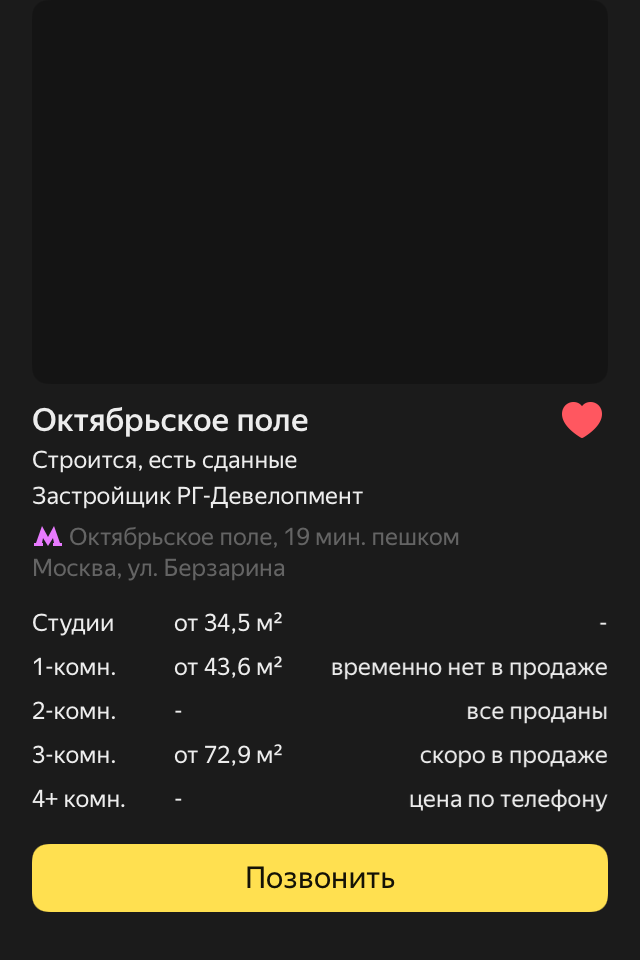 Октябрьское поле
Строится, есть сданные
Застройщик РГ-Девелопмент
Октябрьское поле, 19 мин. пешком
Москва, ул. Берзарина
Студии от 34,5 м² -
1-комн. от 43,6 м² временно нет в продаже
2-комн. - все проданы
3-комн. от 72,9 м² скоро в продаже
4+ комн. - цена по телефону
Позвонить